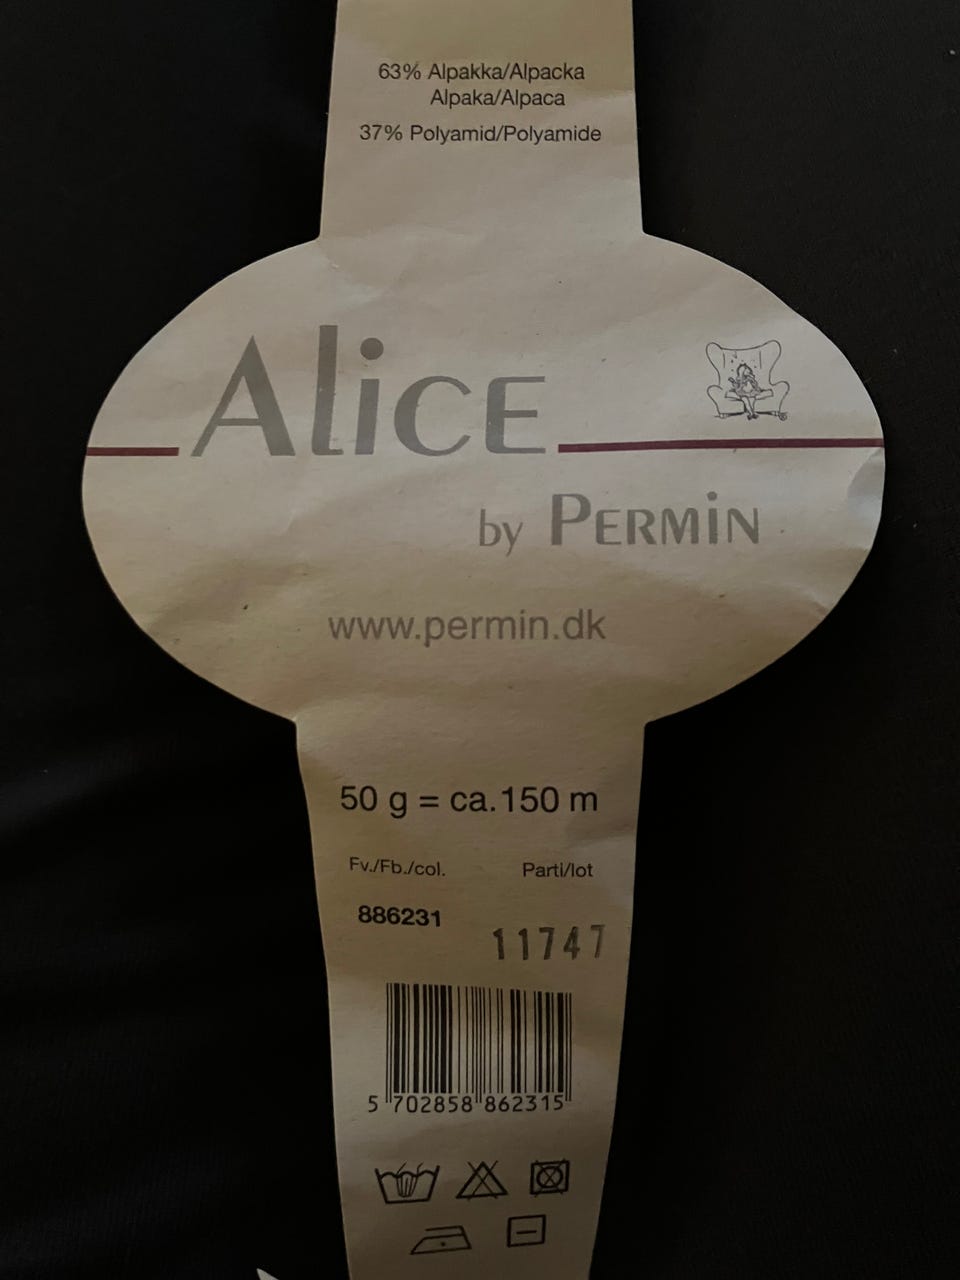 63% Alpakka/Alpacka
Alpaka/Alpaca
37% Polyamid/Polyamide
Alice
by Permin
www.permin.dk
50 g = ca.150 m
Fv./Fb./col. Parti/lot
886231 11747
5 702858 862315